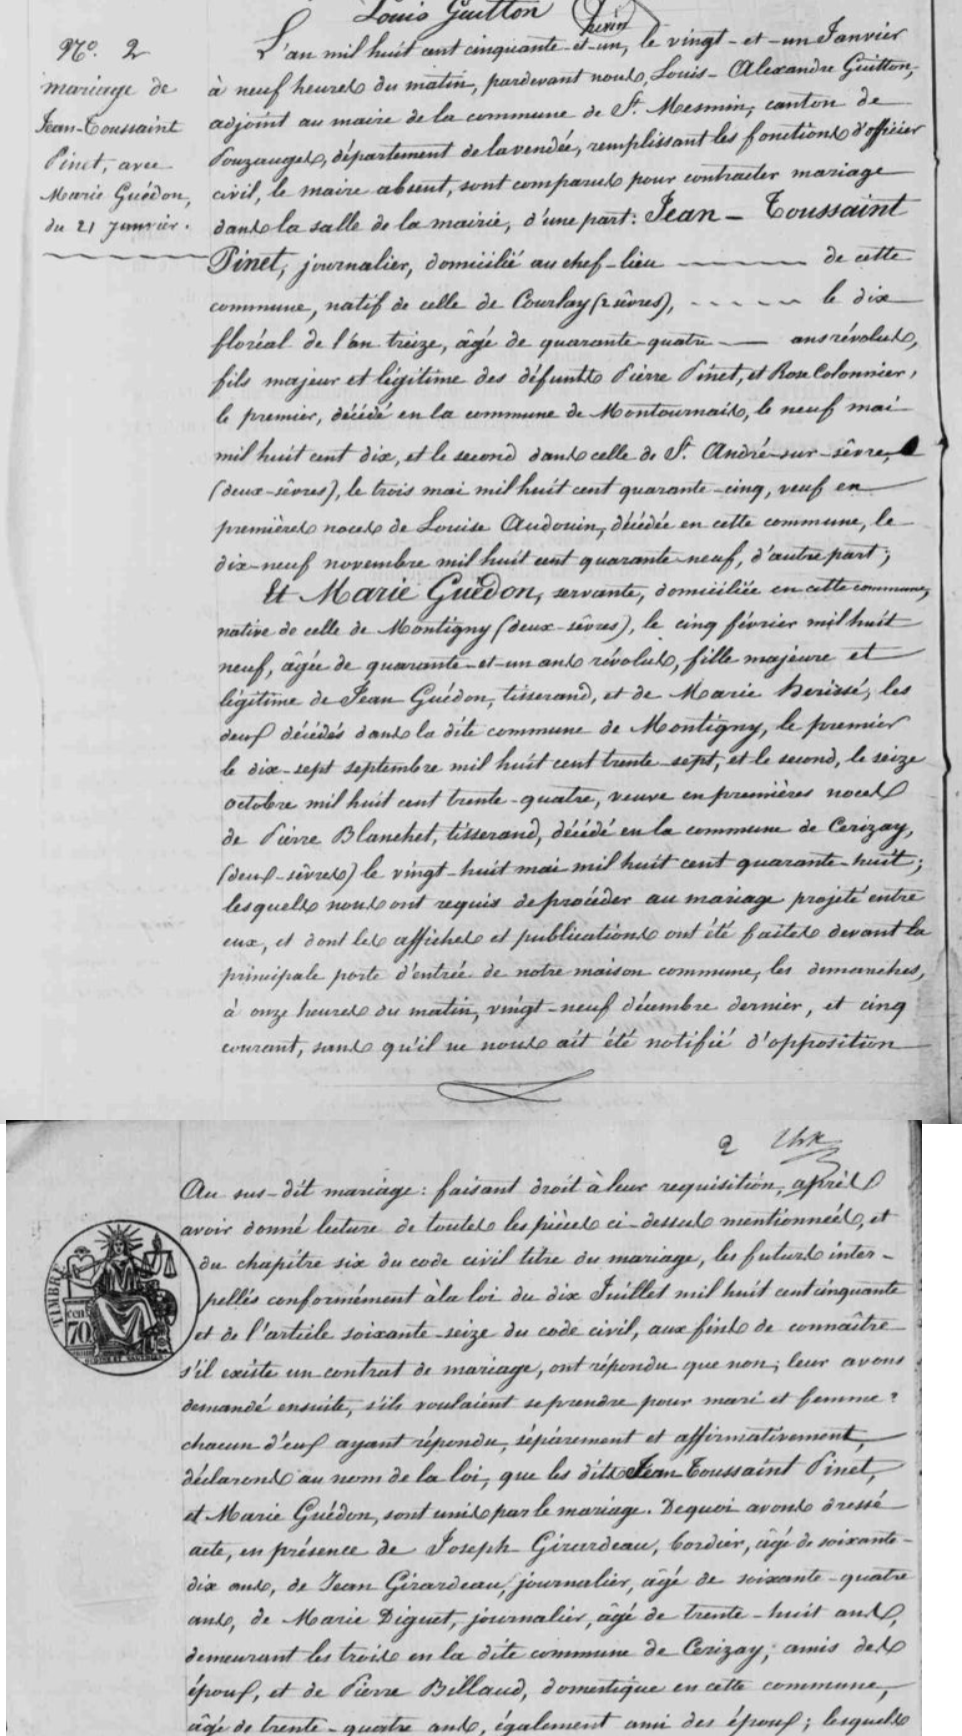 Louis Guitton
N.º 2
mariage de
Jean-Toussaint
Pinet, avec
Marie Guédon,
du 21 janvier.
L'an mil huit cent cinquante-et-un, le vingt-et-un Janvier
à neuf heures du matin, pardevant nous, Louis-Alexandre Guitton,
adjoint au maire de la commune de St. Mesmin, canton de
Pouzauges, département de la vendée, remplissant les fonctions d'officier
civil, le maire absent, sont comparus pour contracter mariage
dans la salle de la mairie, d'une part: Jean-Toussaint
Pinet, journalier, domicilié au chef-lieu de cette
commune, natif de celle de Courlay (2 sèvres), le dix
floréal de l'an treize, âgé de quarante-quatre ans révolus,
fils majeur et légitime des défunts Pierre Pinet, et Rose Colonnier,
le premier, décédé en la commune de Montournais, le neuf mai
mil huit cent dix, et le second dans celle de St. André-sur-sèvre,
(deux-sèvres), le trois mai mil huit cent quarante-cinq, veuf en
premières noces de Louise Audouin, décédée en cette commune, le
dix-neuf novembre mil huit cent quarante-neuf, d'autre part;
Et Marie Guédon, servante, domiciliée en cette commune,
native de celle de Montigny (deux-sèvres), le cinq février mil huit
neuf, âgée de quarante-et-un ans révolus, fille majeure et
légitime de Jean Guédon, tisserand, et de Marie herissé, les
deux décédés dans la dite commune de Montigny, le premier
le dix-sept septembre mil huit cent trente-sept, et le second, le seize
octobre mil huit cent trente-quatre, veuve en premières noces
de Pierre Blanchet, tisserand, décédé en la commune de Cerizay,
(deux-sèvres) le vingt-huit mai mil huit cent quarante-huit;
lesquels nous ont requis de procéder au mariage projeté entre
eux, et dont les affiches et publications ont été faites devant la
principale porte d'entrée de notre maison commune, les dimanches,
à onze heures du matin, vingt-neuf décembre dernier, et cinq
courant, sans qu'il ne nous ait été notifié d'opposition
2
Au sus-dit mariage: faisant droit à leur requisition, après
avoir donné lecture de toutes les pièces ci-dessus mentionnées, et
du chapitre six du code civil titre du mariage, les futurs inter-
pellés conformément à la loi du dix Juillet mil huit cent cinquante
et de l'article soixante-seize du code civil, aux fins de connaître
s'il existe un contrat de mariage, ont répondu que non; leur avons
demandé ensuite, s'ils voulaient se prendre pour mari et femme?
chacun d'eux ayant répondu, séparement et affirmativement,
déclarons au nom de la loi, que les dits Jean Toussaint Pinet,
et Marie Guédon, sont unis par le mariage. De quoi avons dressé
acte, en présence de Joseph Girardeau, bordier, âgé de soixante-
dix ans, de Jean Girardeau, journalier, âgé de soixante-quatre
ans, de Marie Diguet, journalier, âgé de trente-huit ans,
demeurant les trois en la dite commune de Cerizay; amis des
époux, et de Pierre Billaud, domestique en cette commune,
âgé de trente-quatre ans, également ami des époux; lesquels
TIMBRE
cen
70